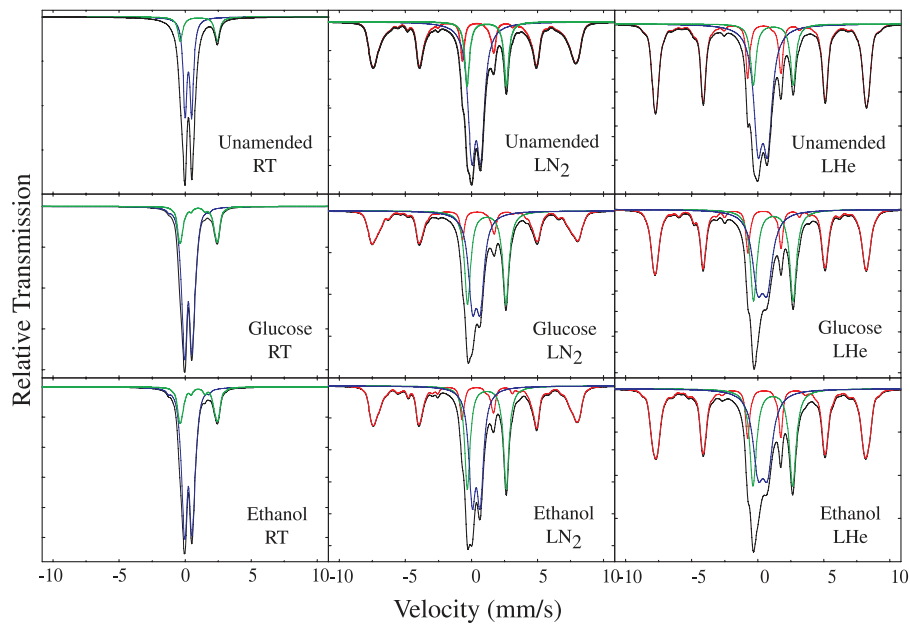 Relative Transmission
Unamended
RT
Unamended
LN2
Unamended
LHe
Glucose
RT
Glucose
LN2
Glucose
LHe
Ethanol
RT
Ethanol
LN2
Ethanol
LHe
-10 -5 0 5 10 -5 0 5 10 -10 -5 0 5 10
Velocity (mm/s)